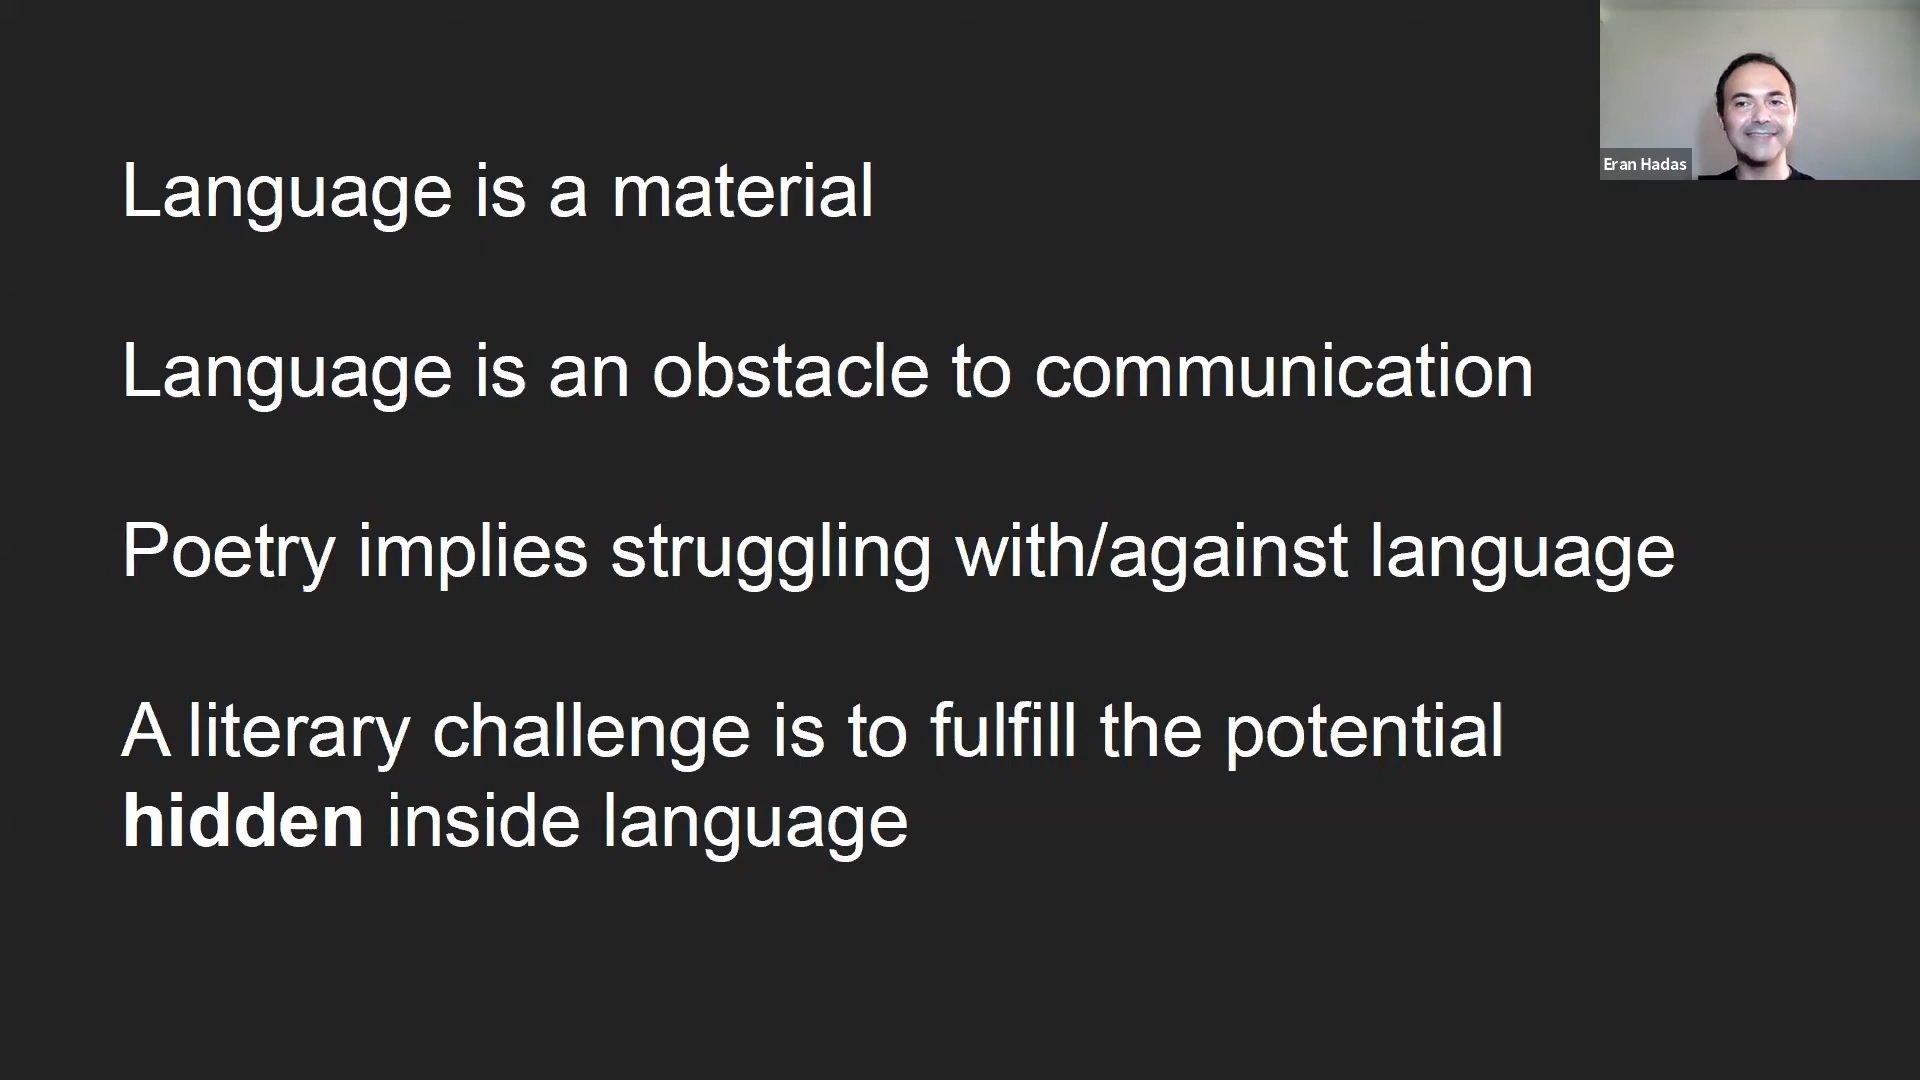 Language is a material
Language is an obstacle to communication
Poetry implies struggling with/against language
A literary challenge is to fulfill the potential
hidden inside language
Eran Hadas